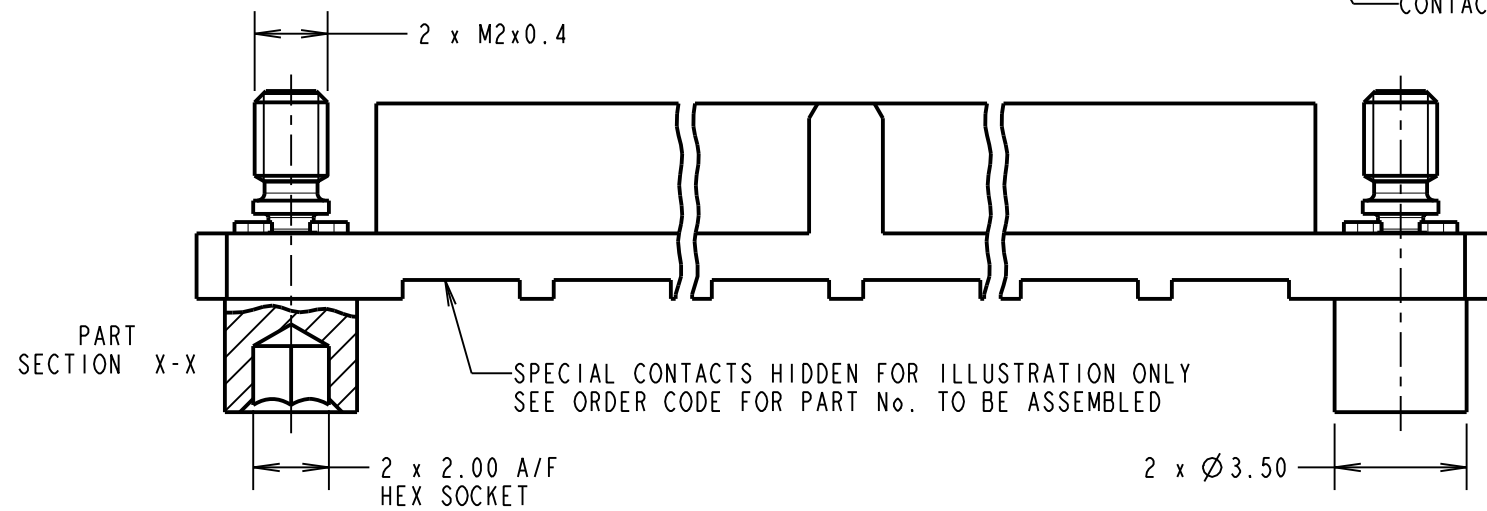 CONTAC
2 x M2x0.4
PART
SECTION X-X
SPECIAL CONTACTS HIDDEN FOR ILLUSTRATION ONLY
SEE ORDER CODE FOR PART No. TO BE ASSEMBLED
2 x 2.00 A/F
HEX SOCKET
2 x Ø3.50